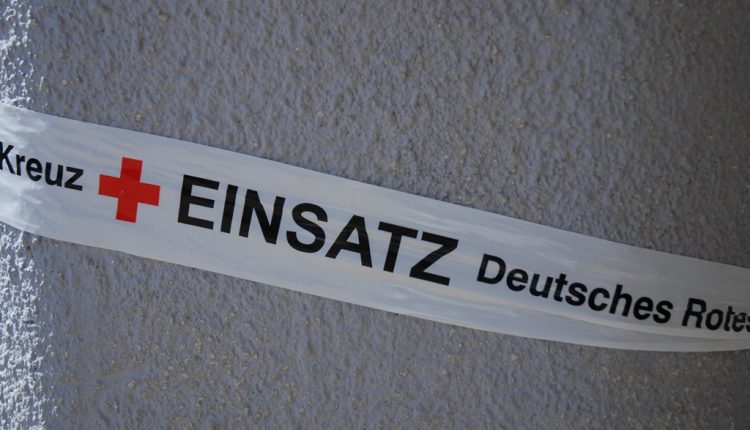 Kreuz EINSATZ Deutsches Rotes